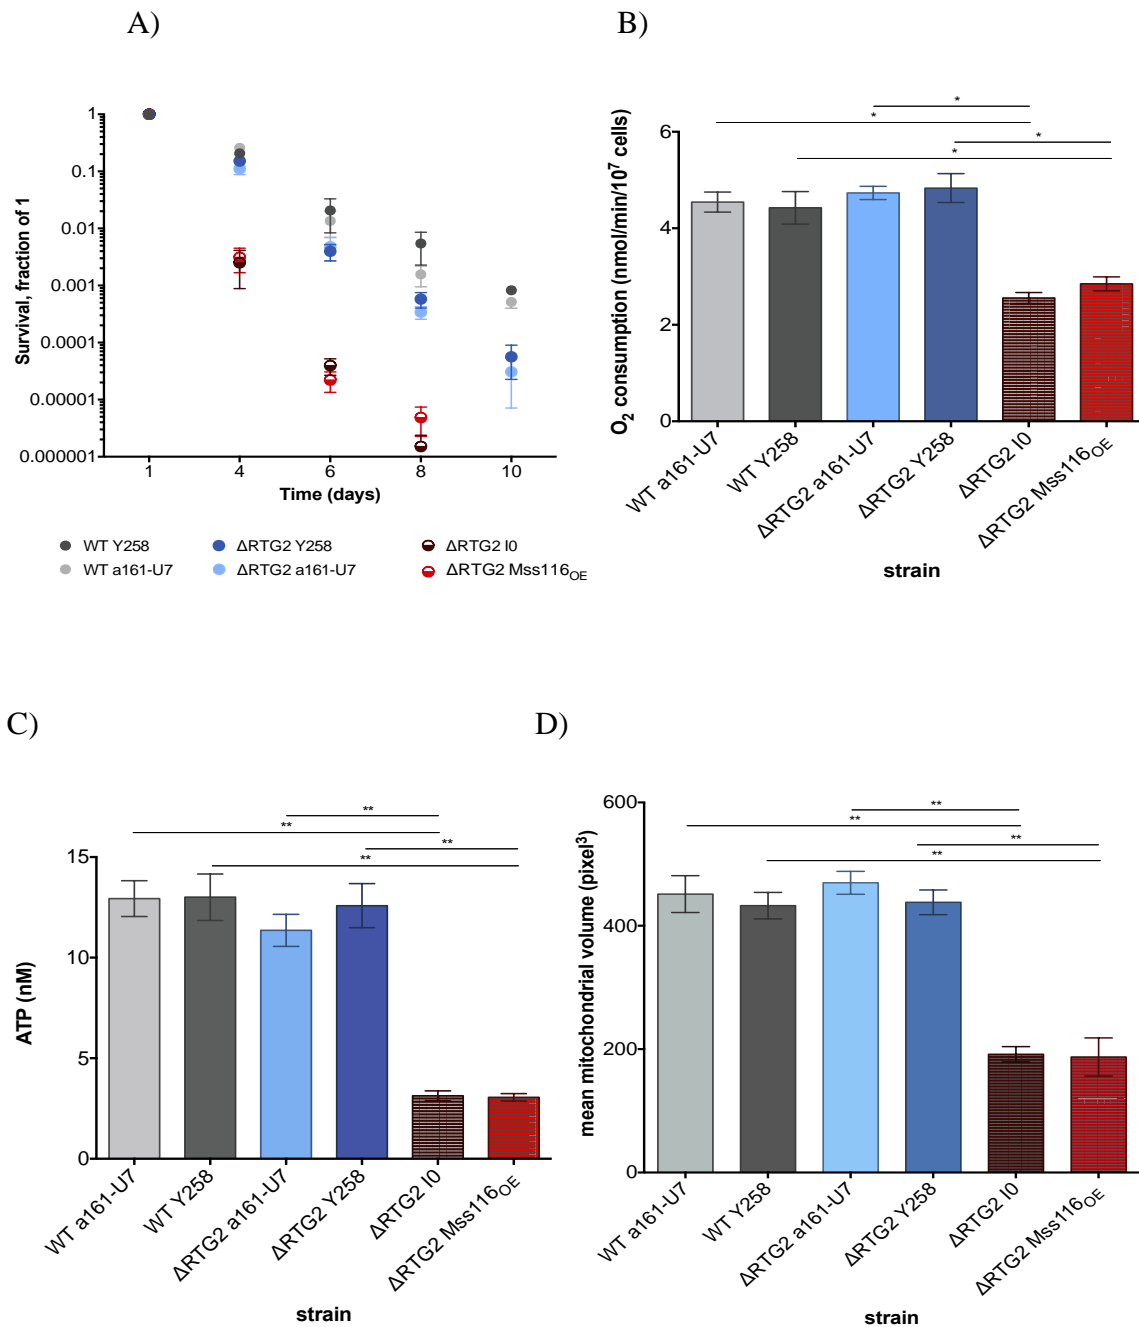 A)
Survival, fraction of 1
1
0.1
0.01
0.001
0.0001
0.00001
0.000001
1 4 6 8 10
Time (days)
WT Y258 ΔRTG2 Y258 ΔRTG2 I0
WT a161-U7 ΔRTG2 a161-U7 ΔRTG2 Mss116OE
B)
O2 consumption (nmol/min/10⁷ cells)
*
*
*
*
6
4
2
0
WT a161-U7
WT Y258
ΔRTG2 a161-U7
ΔRTG2 Y258
ΔRTG2 I0
ΔRTG2 Mss116OE
strain
C)
ATP (nM)
**
**
**
**
15
10
5
0
WT a161-U7
WT Y258
ΔRTG2 a161-U7
ΔRTG2 Y258
ΔRTG2 I0
ΔRTG2 Mss116OE
strain
D)
mean mitochondrial volume (pixel³)
**
**
**
**
600
400
200
0
WT a161-U7
WT Y258
ΔRTG2 a161-U7
ΔRTG2 Y258
ΔRTG2 I0
ΔRTG2 Mss116OE
strain